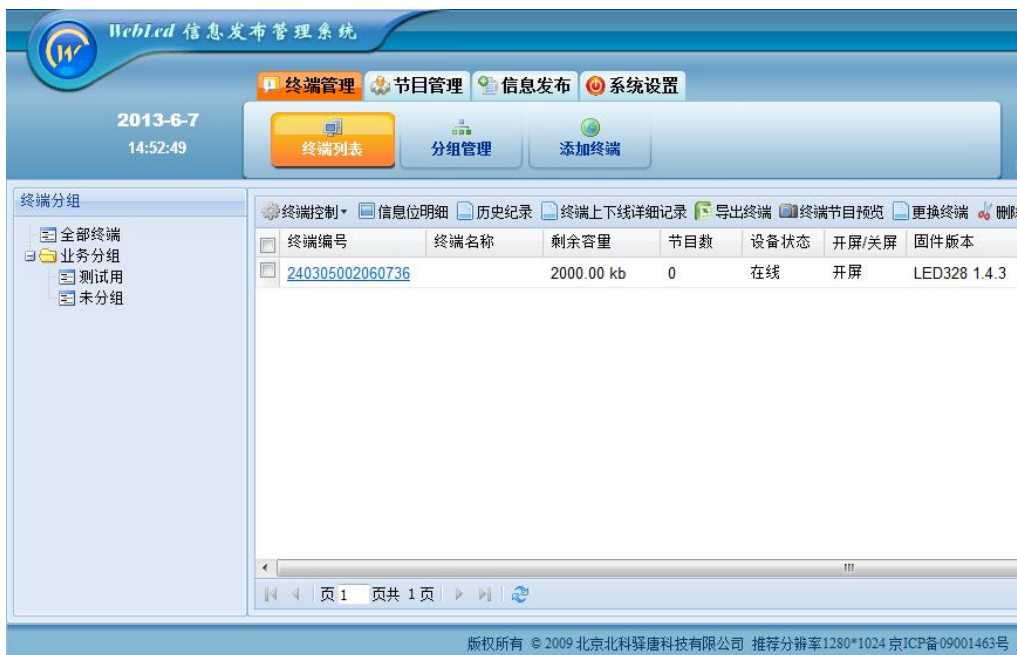 WebLed 信息发布管理系统
终端管理 节目管理 信息发布 系统设置
2013-6-7
14:52:49
终端列表 分组管理 添加终端
终端分组
全部终端
业务分组
测试用
未分组
终端控制 信息位明细 历史纪录 终端上下线详细记录 导出终端 终端节目预览 更换终端 删除
终端编号 终端名称 剩余容量 节目数 设备状态 开屏/关屏 固件版本
240305002060736 2000.00 kb 0 在线 开屏 LED328 1.4.3
页 1 页共 1 页
版权所有 © 2009 北京北科驿唐科技有限公司 推荐分辨率1280*1024 京ICP备09001463号